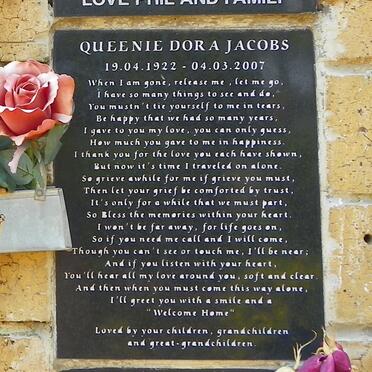 LOVE PHIL AND FAMILY
QUEENIE DORA JACOBS
19.04.1922 - 04.03.2007
When I am gone, release me, let me go,
I have so many things to see and do,
You mustn't tie yourself to me in tears,
Be happy that we had so many years,
I gave to you my love, you can only guess,
How much you gave to me in happiness.
I thank you for the love you each have shown,
But now it's time I traveled on alone.
So grieve awhile for me if grieve you must,
Then let your grief be comforted by trust,
It's only for a while that we must part,
So Bless the memories within your heart.
I won't be far away, for life goes on,
So if you need me call and I will come,
Though you can't see or touch me, I'll be near;
And if you listen with your heart,
You'll hear all my love around you, soft and clear.
And then when you must come this way alone,
I'll greet you with a smile and a
"Welcome Home"
Loved by your children, grandchildren
and great-grandchildren.